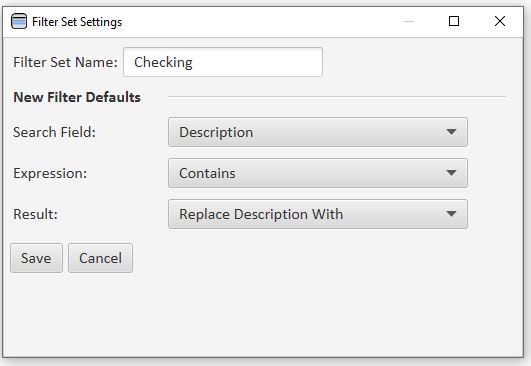 Filter Set Settings
Filter Set Name: Checking
New Filter Defaults
Search Field: Description
Expression: Contains
Result: Replace Description With
Save Cancel